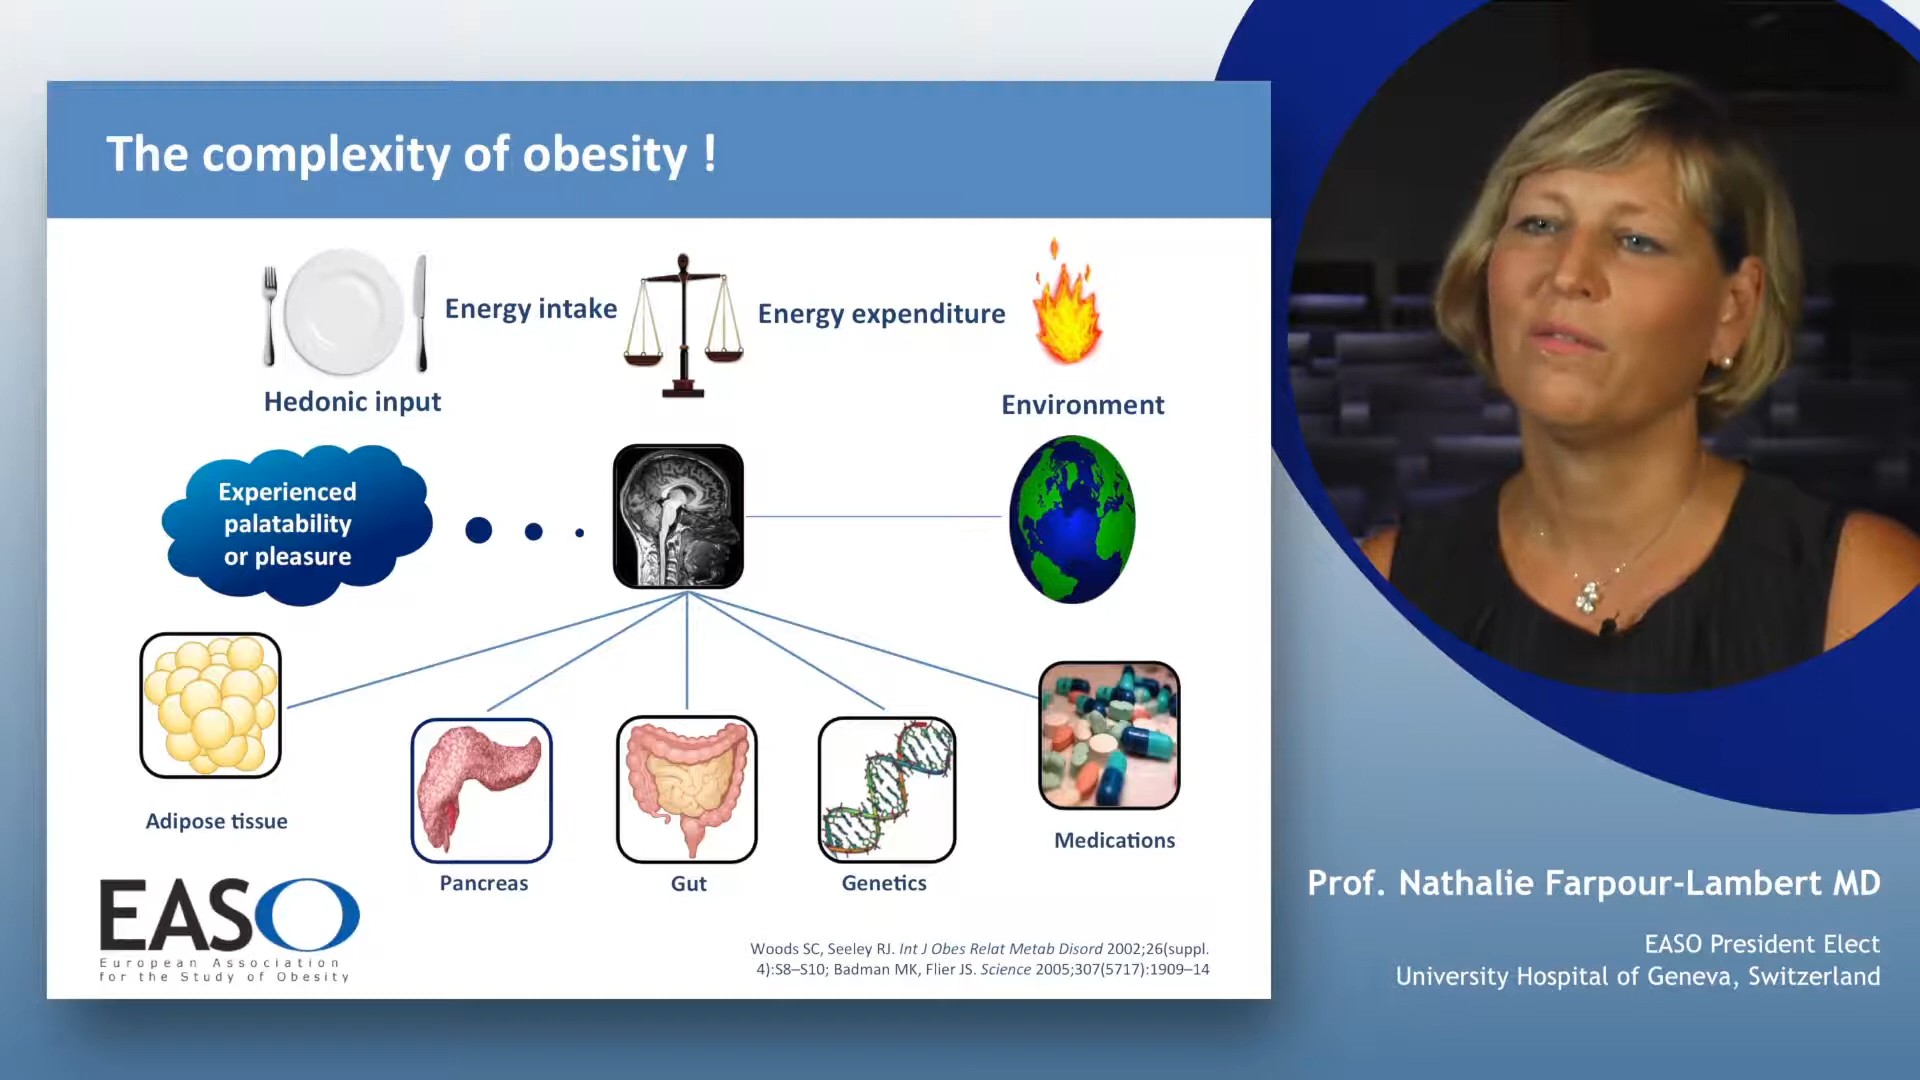 The complexity of obesity !
Energy intake
Energy expenditure
Hedonic input
Environment
Experienced
palatability
or pleasure
Adipose tissue
Pancreas
Gut
Genetics
Medications
EASO
European Association
for the Study of Obesity
Woods SC, Seeley RJ. Int J Obes Relat Metab Disord 2002;26(suppl.
4):S8–S10; Badman MK, Flier JS. Science 2005;307(5717):1909–14
Prof. Nathalie Farpour-Lambert MD
EASO President Elect
University Hospital of Geneva, Switzerland